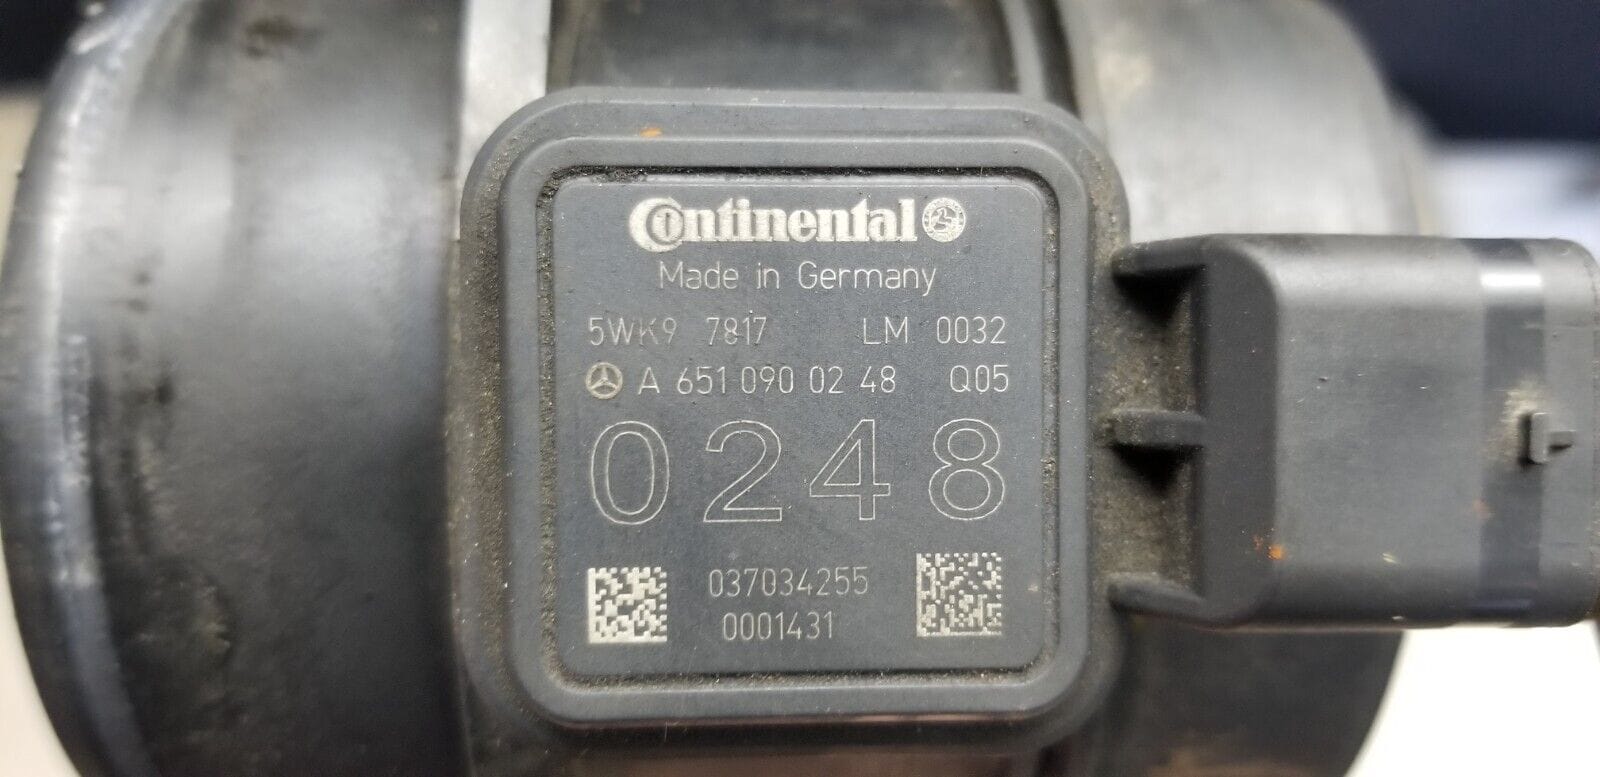 Continental
Made in Germany
5WK9 7817 LM 0032
A 651 090 02 48 Q05
0248
037034255
0001431